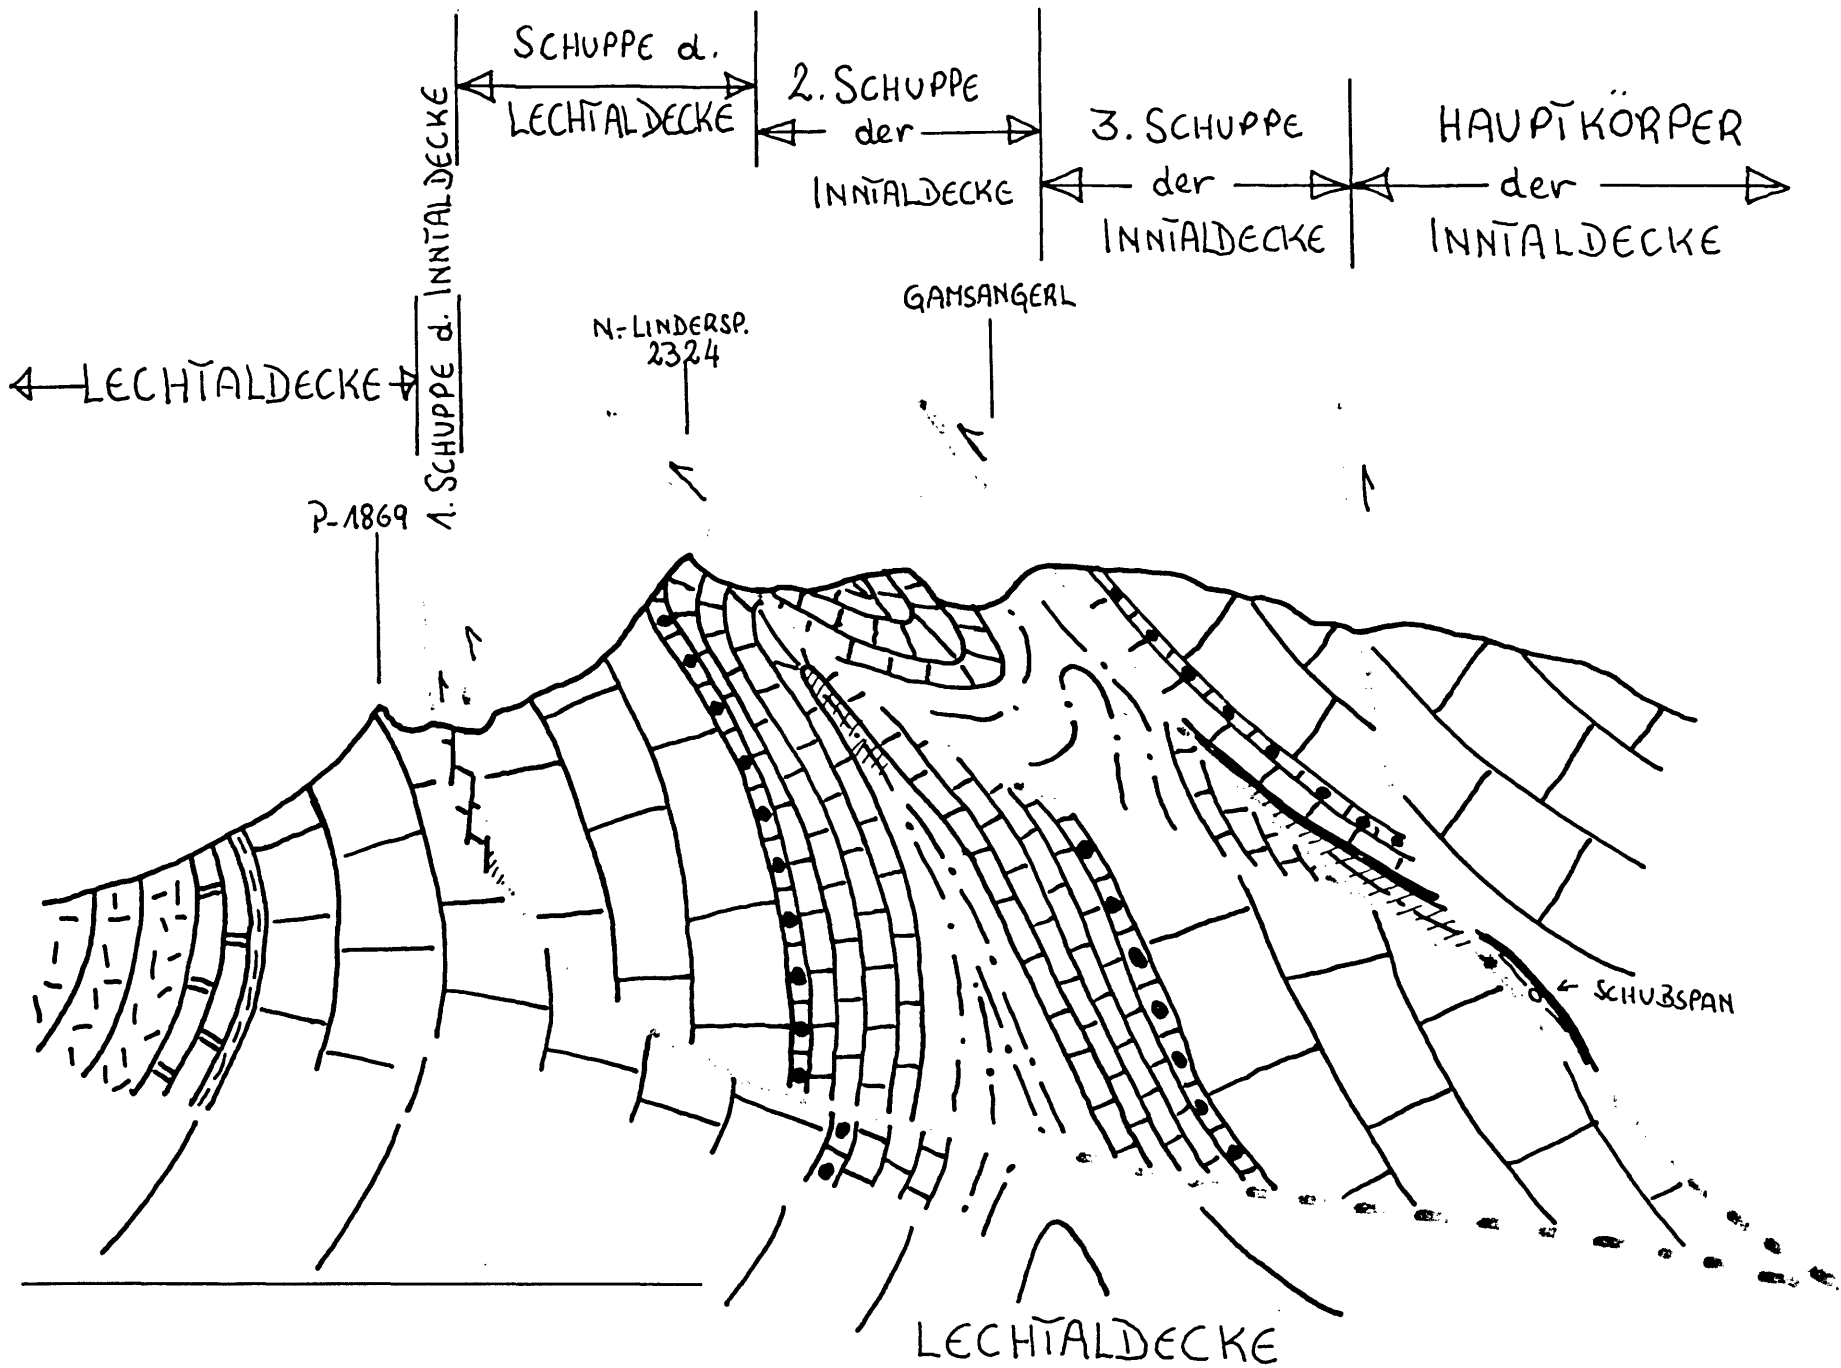 SCHUPPE d.
LECHTALDECKE
2. SCHUPPE
der
INNTALDECKE
3. SCHUPPE
der
INNTALDECKE
HAUPTKÖRPER
der
INNTALDECKE
1. SCHUPPE d. INNTALDECKE
LECHTALDECKE
N.-LINDERSP.
2324
GAMSANGERL
P-1869
SCHUBSPAN
LECHTALDECKE